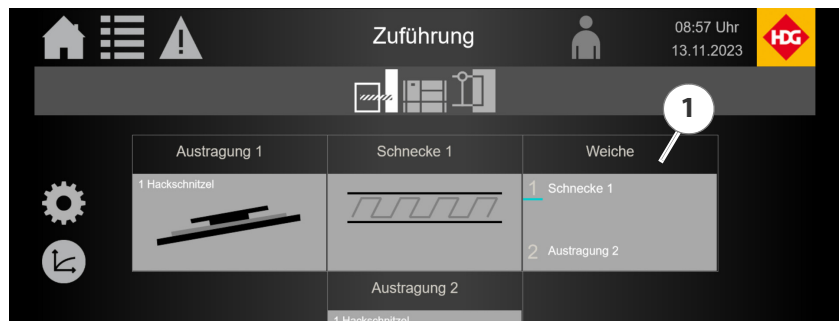 Zuführung
08:57 Uhr
13.11.2023
HDG
1
Austragung 1
Schnecke 1
Weiche
1 Hackschnitzel
1 Schnecke 1
2 Austragung 2
Austragung 2
1 Hackschnitzel